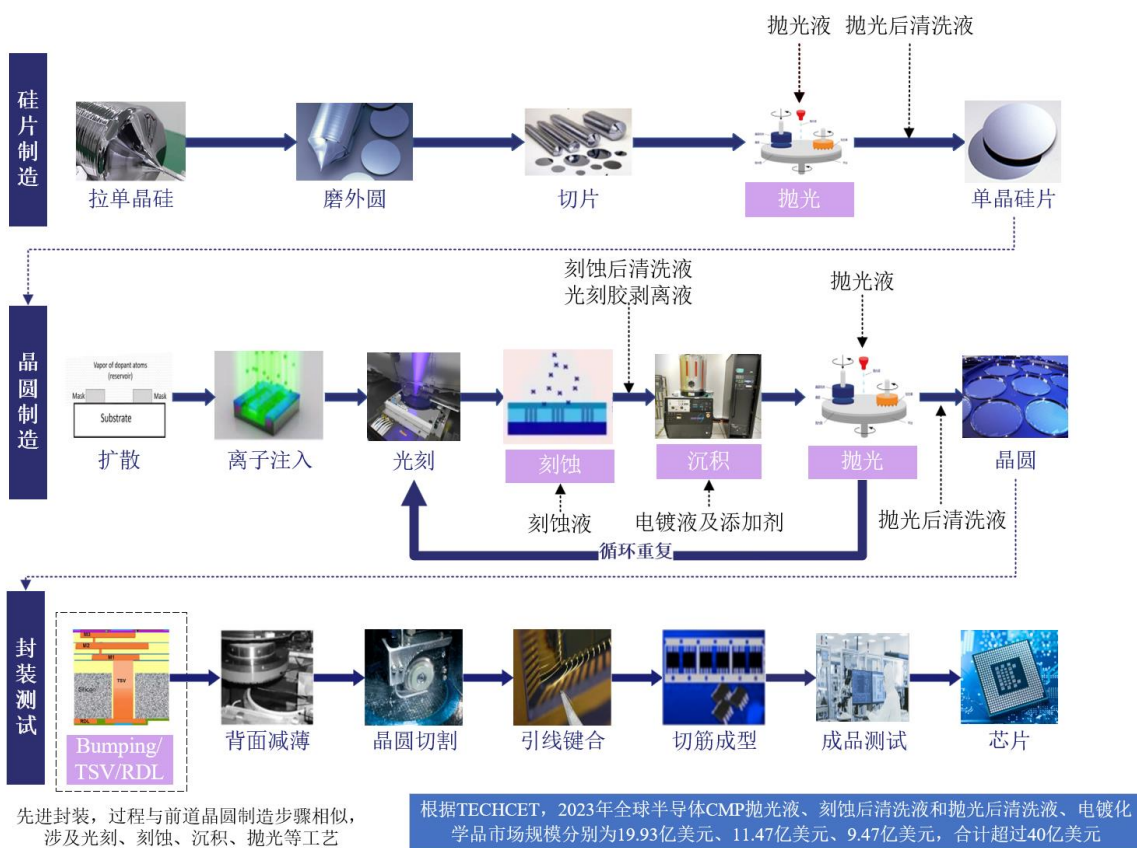 抛光液 抛光后清洗液
硅片制造
拉单晶硅 磨外圆 切片 抛光 单晶硅片
刻蚀后清洗液
光刻胶剥离液
抛光液
晶圆制造
Vapor of dopant atoms
(reservoir)
Mask Mask
Substrate
扩散 离子注入 光刻 刻蚀 沉积 抛光 晶圆
刻蚀液 电镀液及添加剂 抛光后清洗液
循环重复
封装测试
M3
M2
M1
TSV
Silicon
RDL
Bumping/
TSV/RDL
背面减薄 晶圆切割 引线键合 切筋成型 成品测试 芯片
先进封装，过程与前道晶圆制造步骤相似，
涉及光刻、刻蚀、沉积、抛光等工艺
根据TECHCET，2023年全球半导体CMP抛光液、刻蚀后清洗液和抛光后清洗液、电镀化
学品市场规模分别为19.93亿美元、11.47亿美元、9.47亿美元，合计超过40亿美元